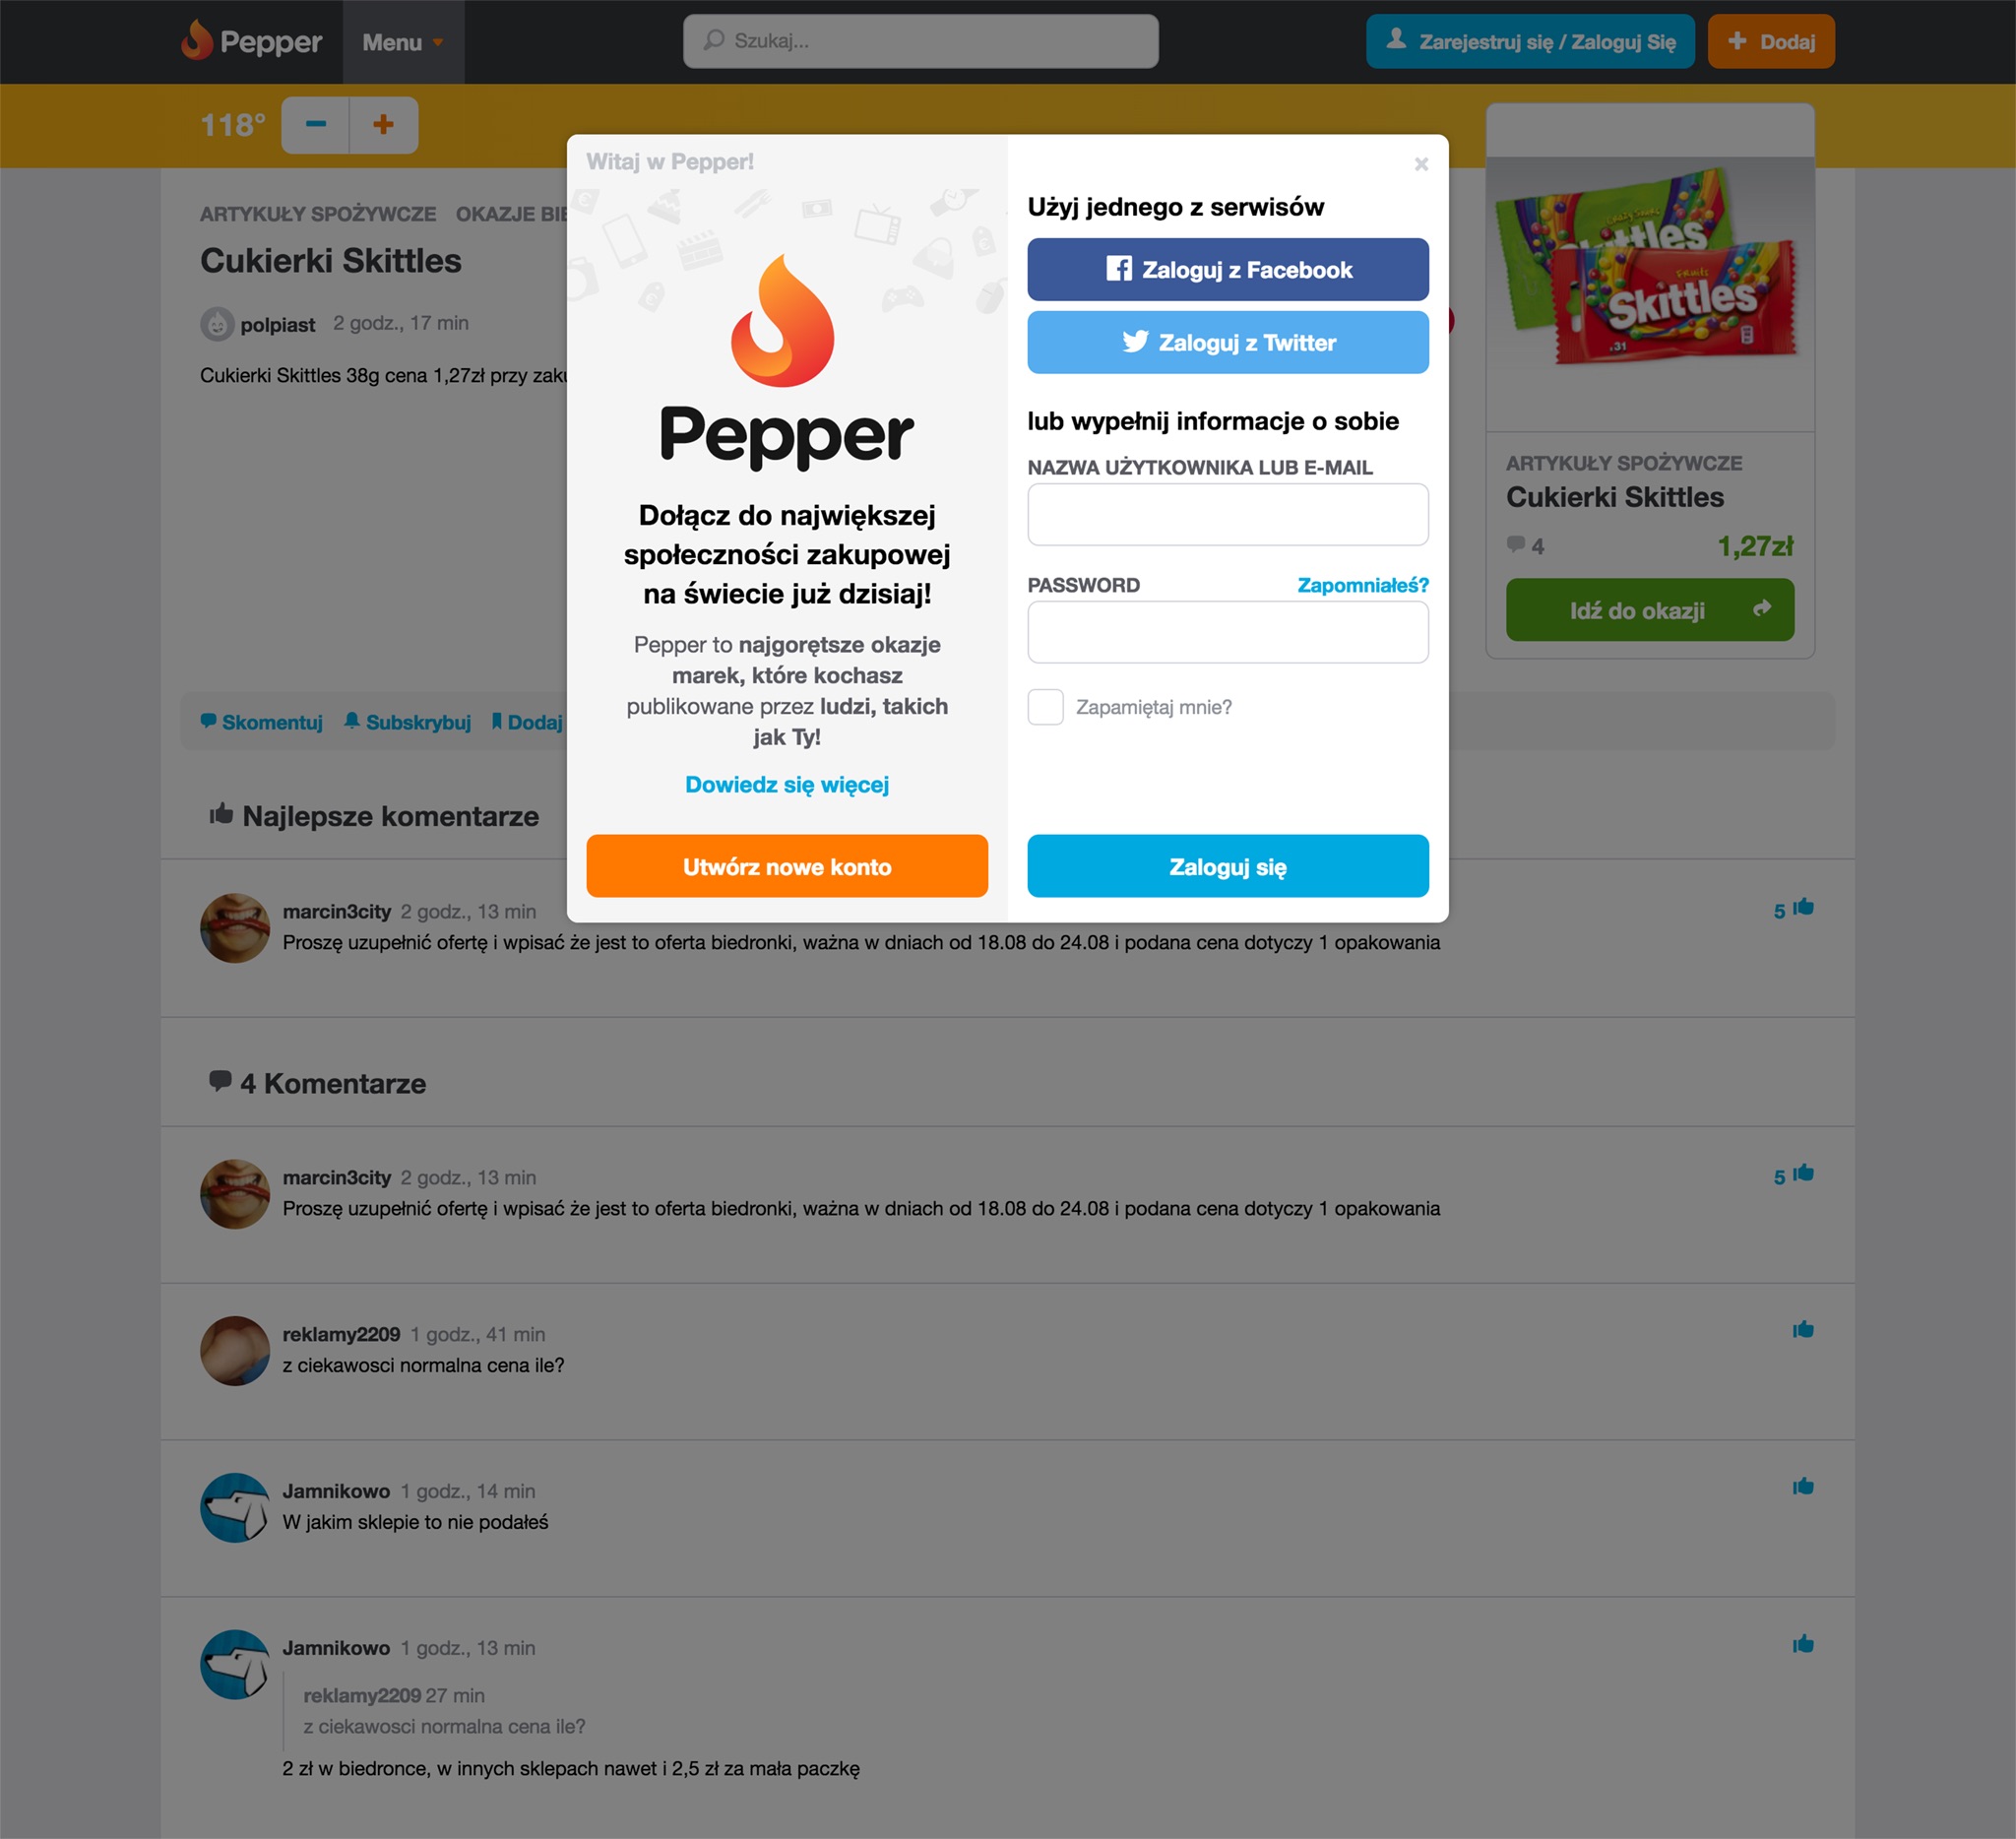 Pepper
Menu
Szukaj...
Zarejestruj się / Zaloguj Się
Dodaj
118°
ARTYKUŁY SPOŻYWCZE OKAZJE
Cukierki Skittles
polpiast 2 godz., 17 min
Cukierki Skittles 38g cena 1,27zł przy
Witaj w Pepper!
Pepper
Dołącz do największej
społeczności zakupowej
na świecie już dzisiaj!
Pepper to najgorętsze okazje
marek, które kochasz
publikowane przez ludzi, takich
jak Ty!
Dowiedz się więcej
Utwórz nowe konto
Użyj jednego z serwisów
Zaloguj z Facebook
Zaloguj z Twitter
lub wypełnij informacje o sobie
NAZWA UŻYTKOWNIKA LUB E-MAIL
PASSWORD Zapomniałeś?
Zapamiętaj mnie?
Zaloguj się
Fruits
Skittles
ARTYKUŁY SPOŻYWCZE
Cukierki Skittles
4 1,27zł
Idź do okazji
Skomentuj Subskrybuj Dodaj
Najlepsze komentarze
marcin3city 2 godz., 13 min
5
Proszę uzupełnić ofertę i wpisać że jest to oferta biedronki, ważna w dniach od 18.08 do 24.08 i podana cena dotyczy 1 opakowania
4 Komentarze
marcin3city 2 godz., 13 min
5
Proszę uzupełnić ofertę i wpisać że jest to oferta biedronki, ważna w dniach od 18.08 do 24.08 i podana cena dotyczy 1 opakowania
reklamy2209 1 godz., 41 min
z ciekawosci normalna cena ile?
Jamnikowo 1 godz., 14 min
W jakim sklepie to nie podałeś
Jamnikowo 1 godz., 13 min
reklamy2209 27 min
z ciekawosci normalna cena ile?
2 zł w biedronce, w innych sklepach nawet i 2,5 zł za mała paczkę